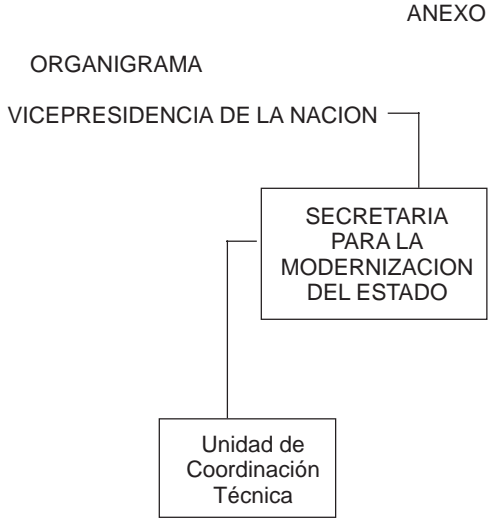 ANEXO
ORGANIGRAMA
VICEPRESIDENCIA DE LA NACION
SECRETARIA
PARA LA
MODERNIZACION
DEL ESTADO
Unidad de
Coordinación
Técnica